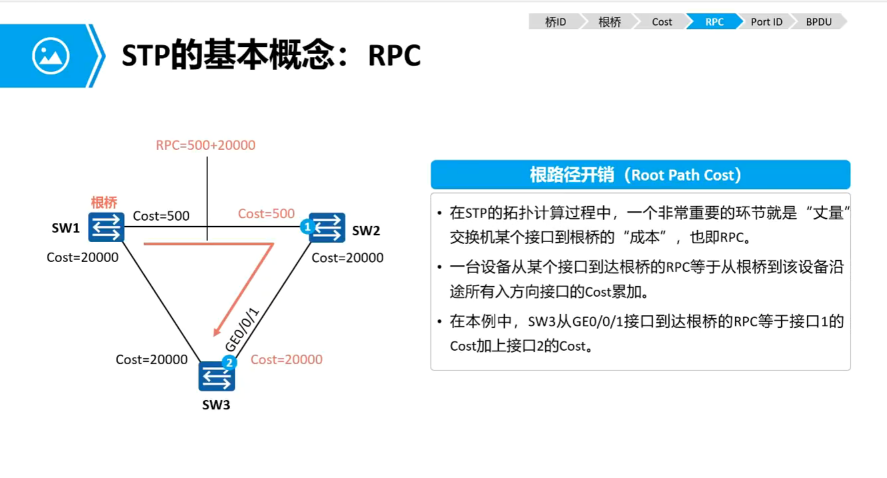 桥ID
根桥
Cost
RPC
Port ID
BPDU
STP的基本概念：RPC
RPC=500+20000
根桥
SW1
Cost=500
Cost=500
1
SW2
Cost=20000
Cost=20000
GE0/0/1
Cost=20000
2
Cost=20000
SW3
根路径开销（Root Path Cost）
• 在STP的拓扑计算过程中，一个非常重要的环节就是“丈量”
交换机某个接口到根桥的“成本”，也即RPC。
• 一台设备从某个接口到达根桥的RPC等于从根桥到该设备沿
途所有入方向接口的Cost累加。
• 在本例中，SW3从GE0/0/1接口到达根桥的RPC等于接口1的
Cost加上接口2的Cost。